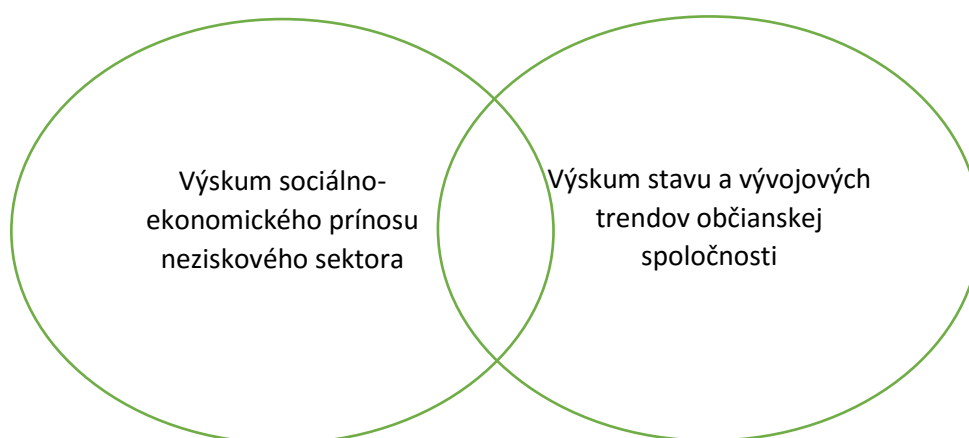 Výskum sociálno-
ekonomického prínosu
neziskového sektora
Výskum stavu a vývojových
trendov občianskej
spoločnosti